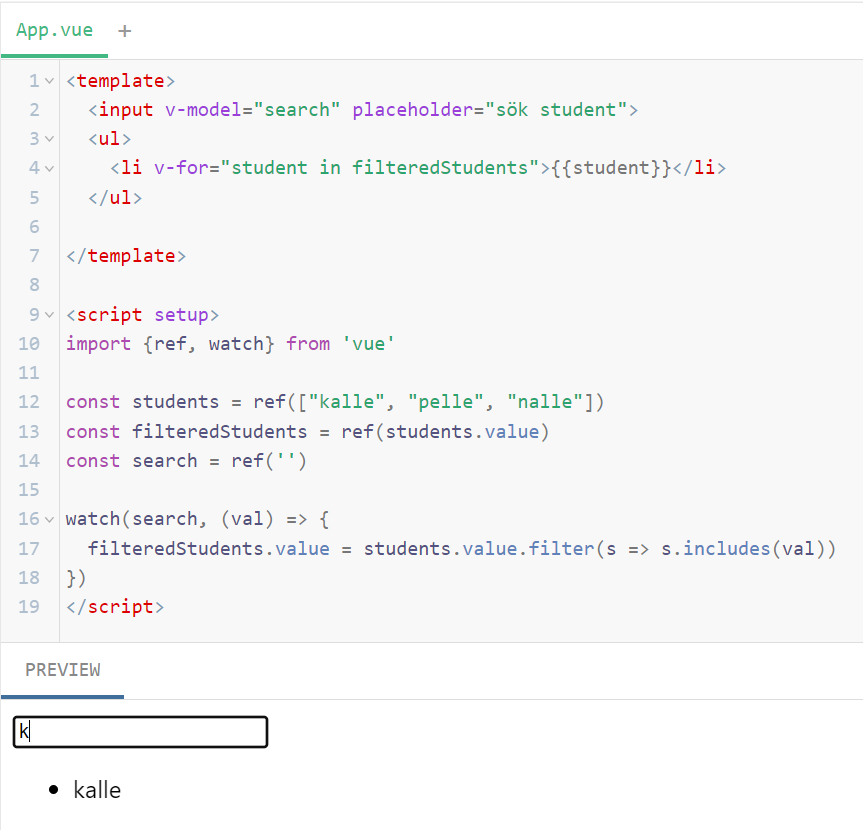 App.vue +
1 <template>
2   <input v-model="search" placeholder="sök student">
3   <ul>
4     <li v-for="student in filteredStudents">{{student}}</li>
5   </ul>
6
7 </template>
8
9 <script setup>
10 import {ref, watch} from 'vue'
11
12 const students = ref(["kalle", "pelle", "nalle"])
13 const filteredStudents = ref(students.value)
14 const search = ref('')
15
16 watch(search, (val) => {
17   filteredStudents.value = students.value.filter(s => s.includes(val))
18 })
19 </script>
PREVIEW
k
• kalle